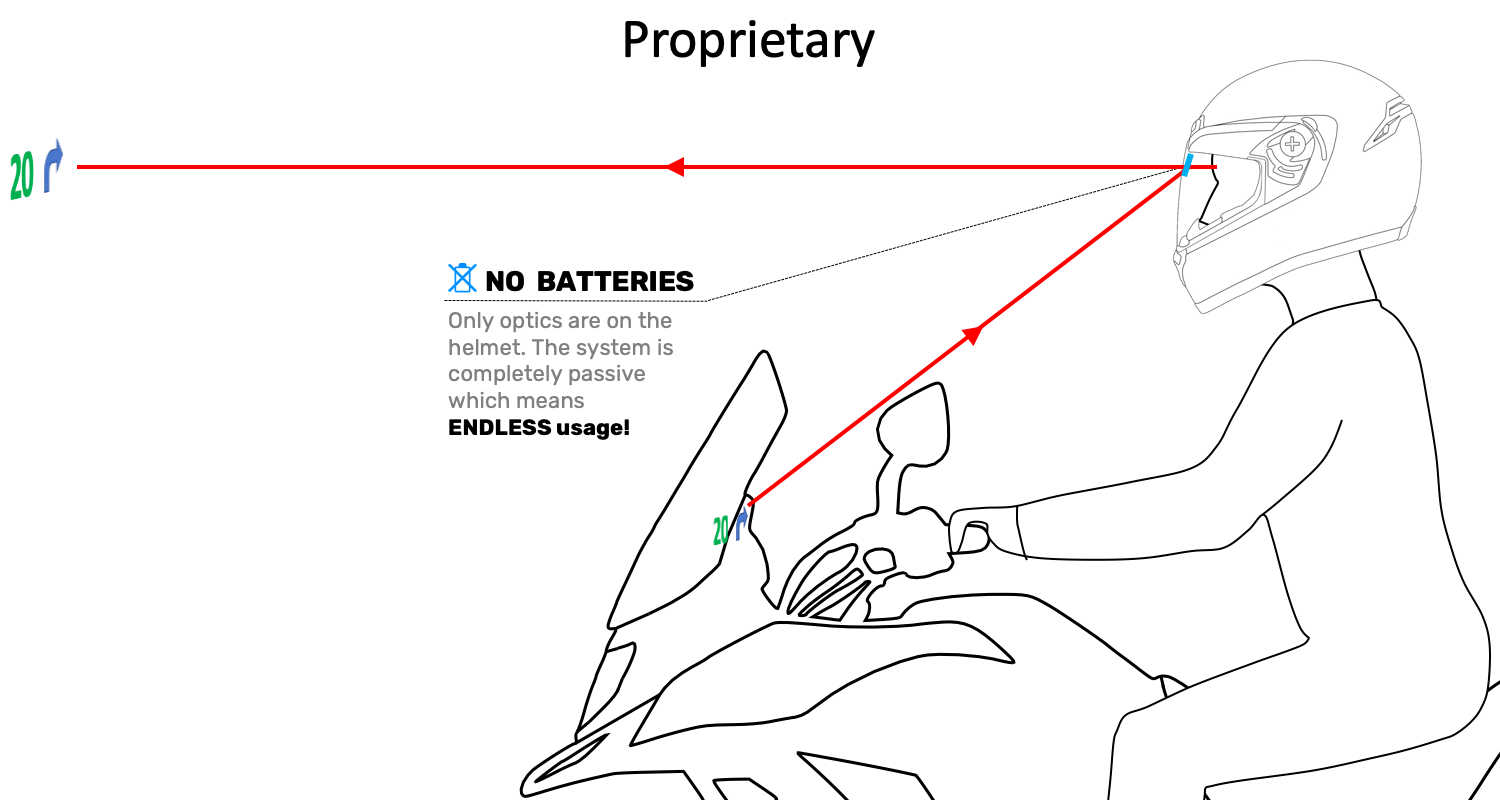 Proprietary
20
NO BATTERIES
Only optics are on the
helmet. The system is
completely passive
which means
ENDLESS usage!
20